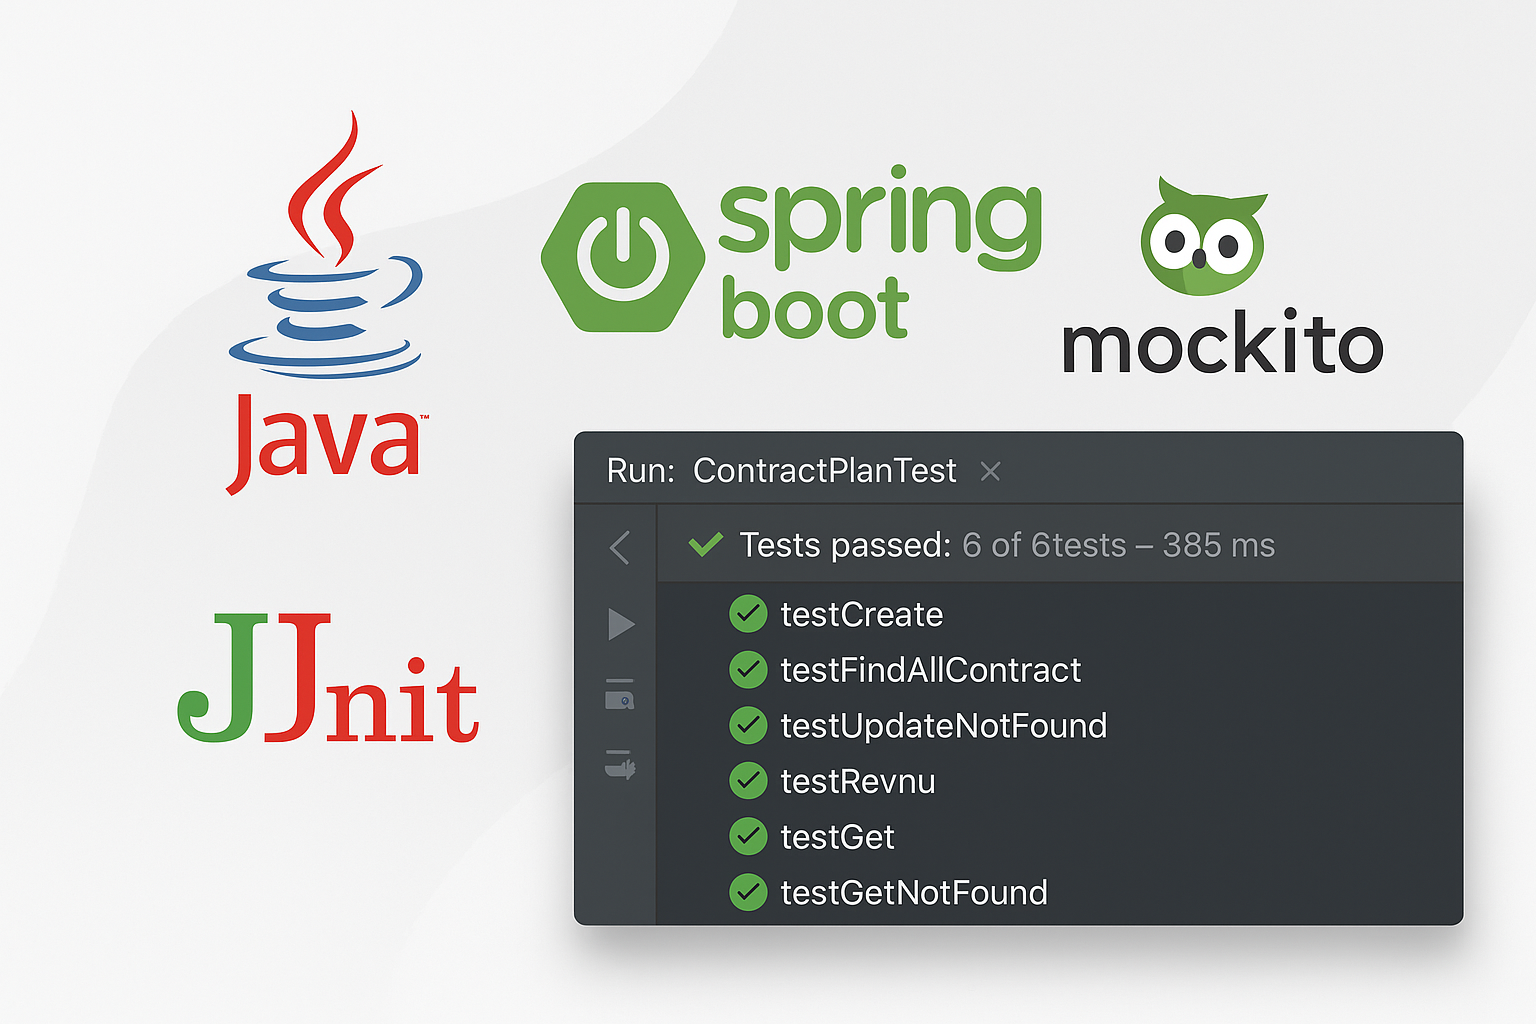 Java™
spring
boot
mockito
JJnit
Run: ContractPlanTest ×
Tests passed: 6 of 6tests – 385 ms
testCreate
testFindAllContract
testUpdateNotFound
testRevnu
testGet
testGetNotFound